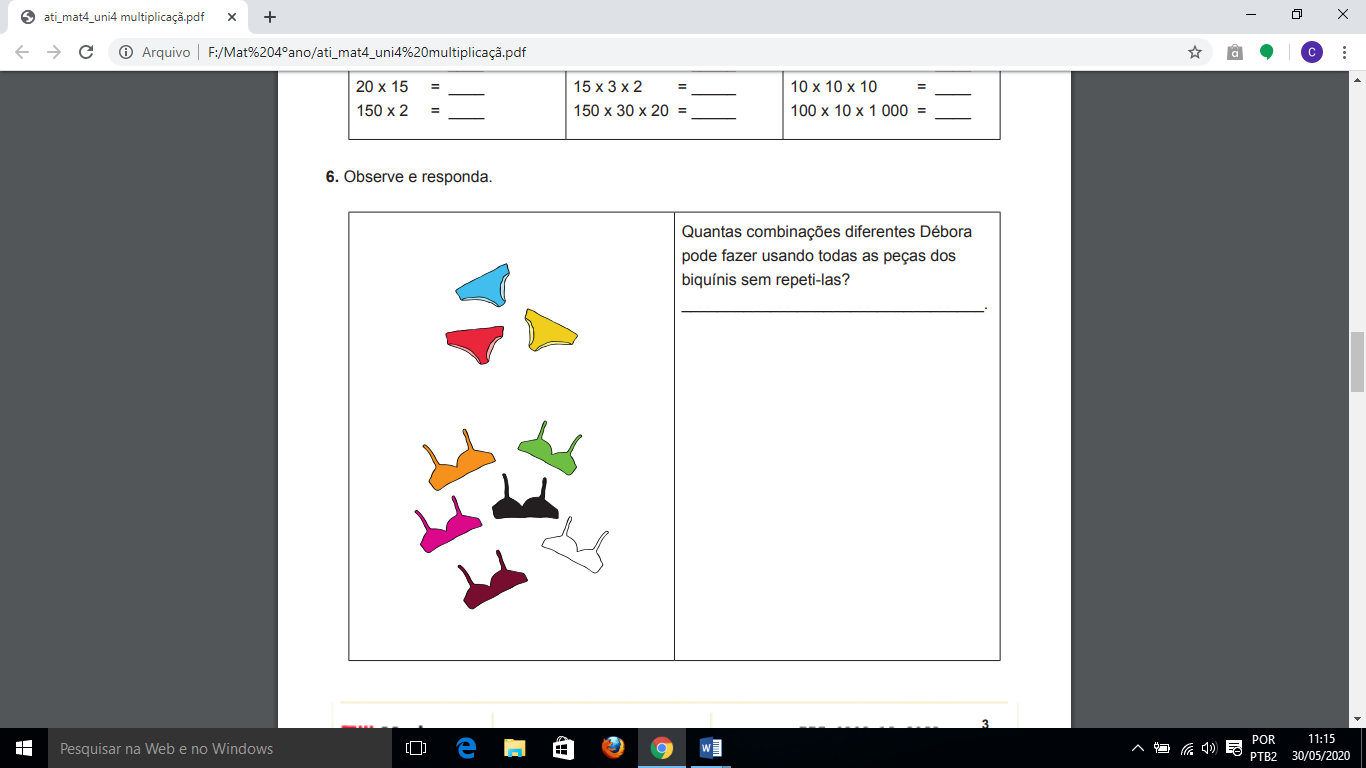 ati_mat4_uni4 multiplicaçã.pdf
Arquivo | F:/Mat%204ºano/ati_mat4_uni4%20multiplicaçã.pdf
C
20 x 15 = ____
15 x 3 x 2 = _____
10 x 10 x 10 = ____
150 x 2 = ____
150 x 30 x 20 = _____
100 x 10 x 1 000 = ____
6. Observe e responda.
Quantas combinações diferentes Débora
pode fazer usando todas as peças dos
biquínis sem repeti-las?
__________________________________.
3
Pesquisar na Web e no Windows
POR
PTB2
11:15
30/05/2020